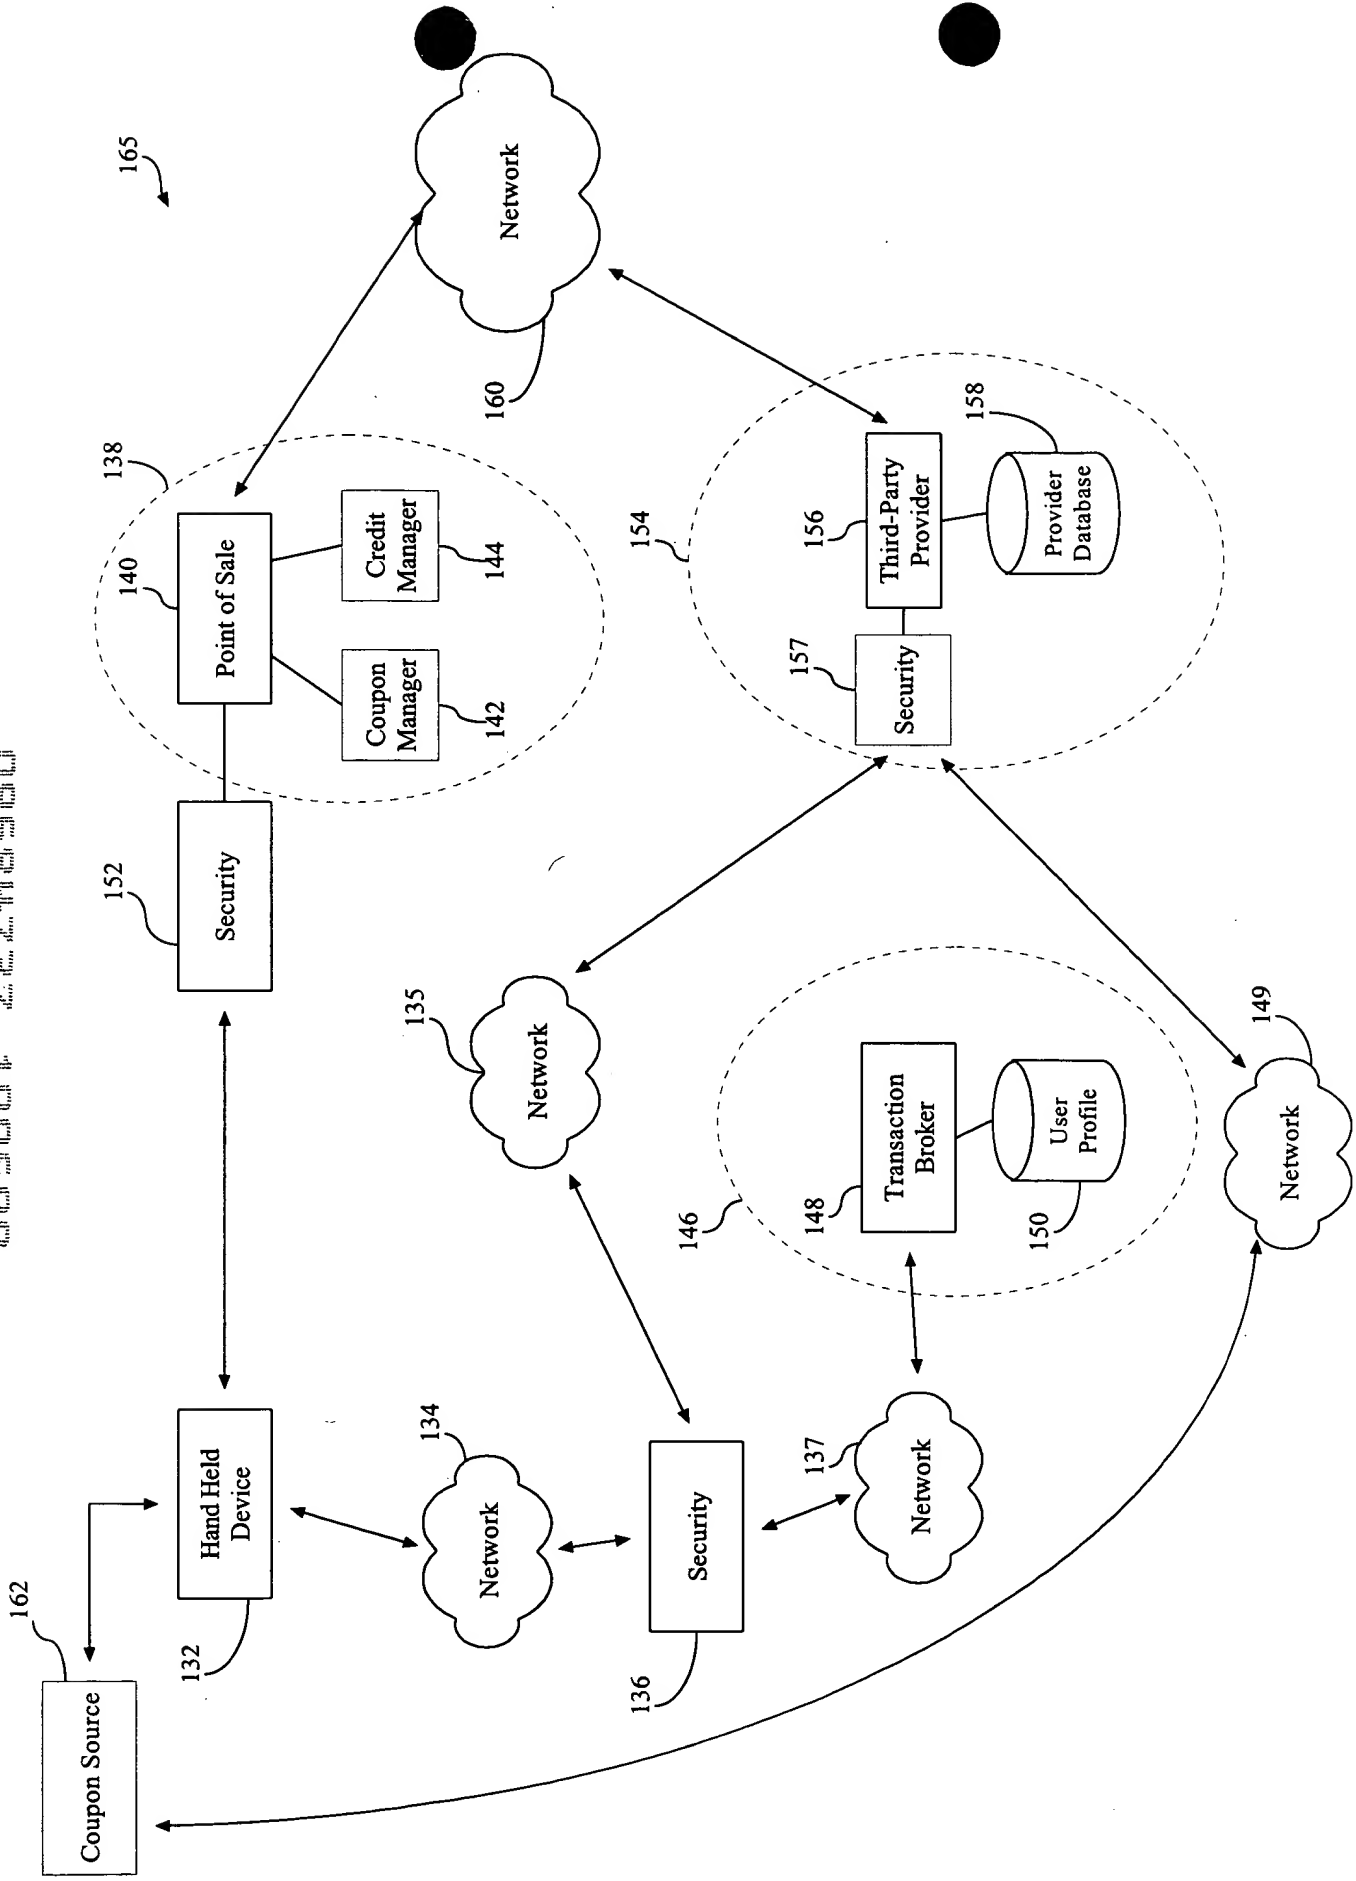 162
Coupon Source
132
Hand Held
Device
152
Security
140
Point of Sale
138
Coupon
Manager
142
Credit
Manager
144
165
Network
160
134
Network
136
Security
135
Network
137
Network
146
148
Transaction
Broker
150
User
Profile
149
Network
154
157
Security
156
Third-Party
Provider
158
Provider
Database